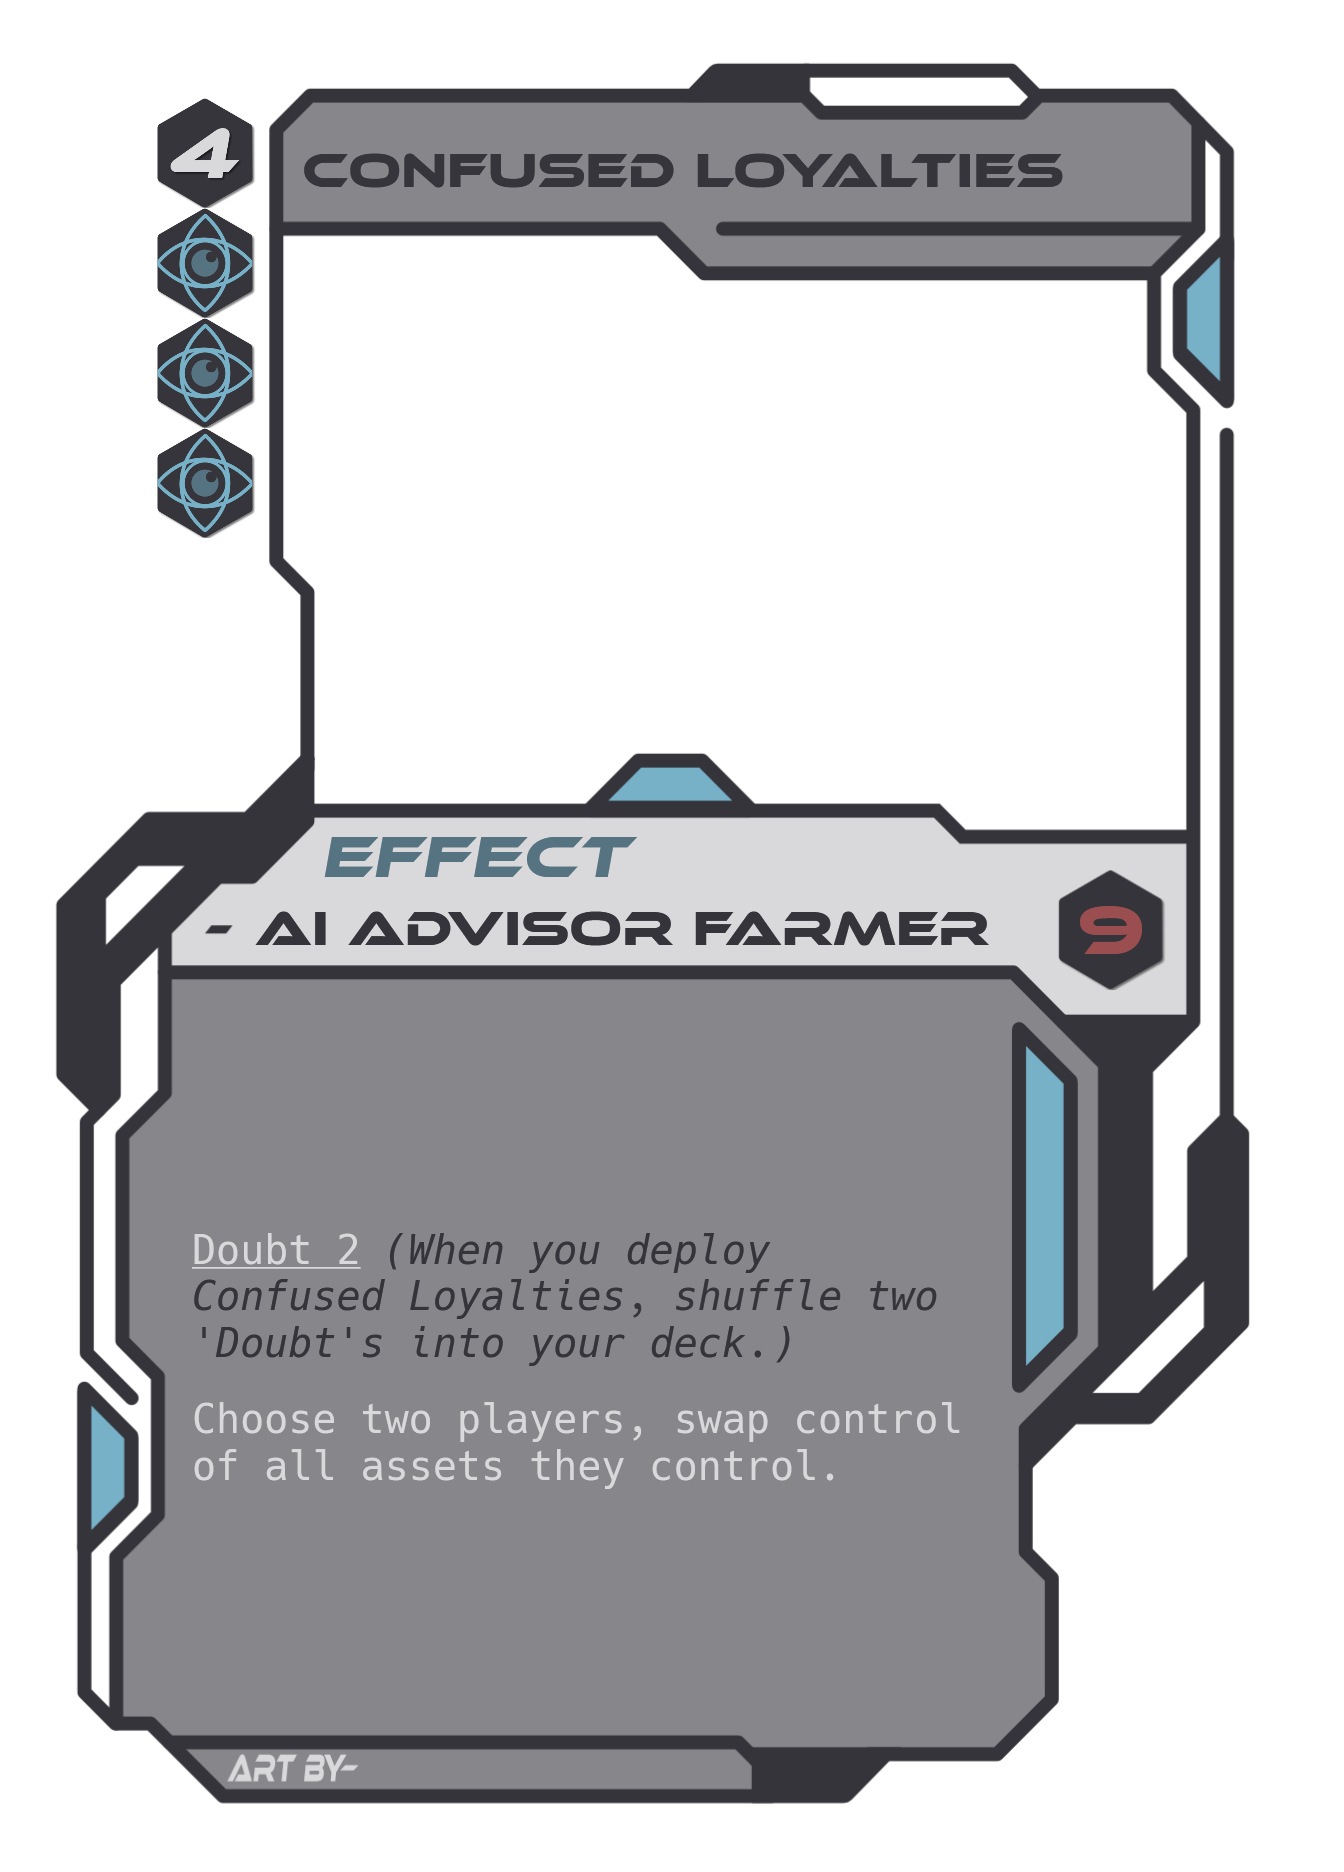 4
CONFUSED LOYALTIES
EFFECT
- AI ADVISOR FARMER
9
Doubt 2 (When you deploy
Confused Loyalties, shuffle two
'Doubt's into your deck.)
Choose two players, swap control
of all assets they control.
ART BY-